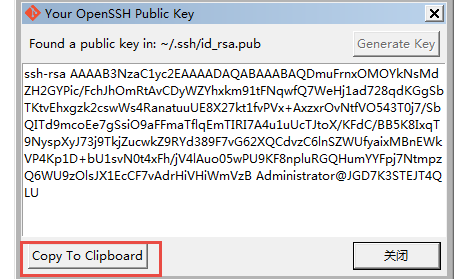 Your OpenSSH Public Key
Found a public key in: ~/.ssh/id_rsa.pub
Generate Key
ssh-rsa AAAAB3NzaC1yc2EAAAADAQABAAABAQDmuFrnxOMOYkNsMd
ZH2GYPic/FchJhOmRtAvCDyWZYhxkm91tFNqwfQ7WeHj1ad728qdKGgSb
TKtvEhxgzk2cswWs4RanatuuUE8X27kt1fvPVx+AxzxrOvNtfVO543T0j7/Sb
QITd9mcoEe7gSsiO9aFFmaTflqEmTIRI7A4u1uUcTJtoX/KFdC/BB5K8IxqT
9NyspXyJ73j9TkjZucwkZ9RYd389F7vG62XQCdvzC6lnSZWUfyaixMBnEWk
VP4Kp1D+bU1svN0t4xFh/jV4lAuo05wPU9KF8npluRGQHumYYFpj7Ntmpz
Q6WU9zOlsJX1EcCF7vAdrHiVHiWmVzB Administrator@JGD7K3STEJT4Q
LU
Copy To Clipboard
关闭